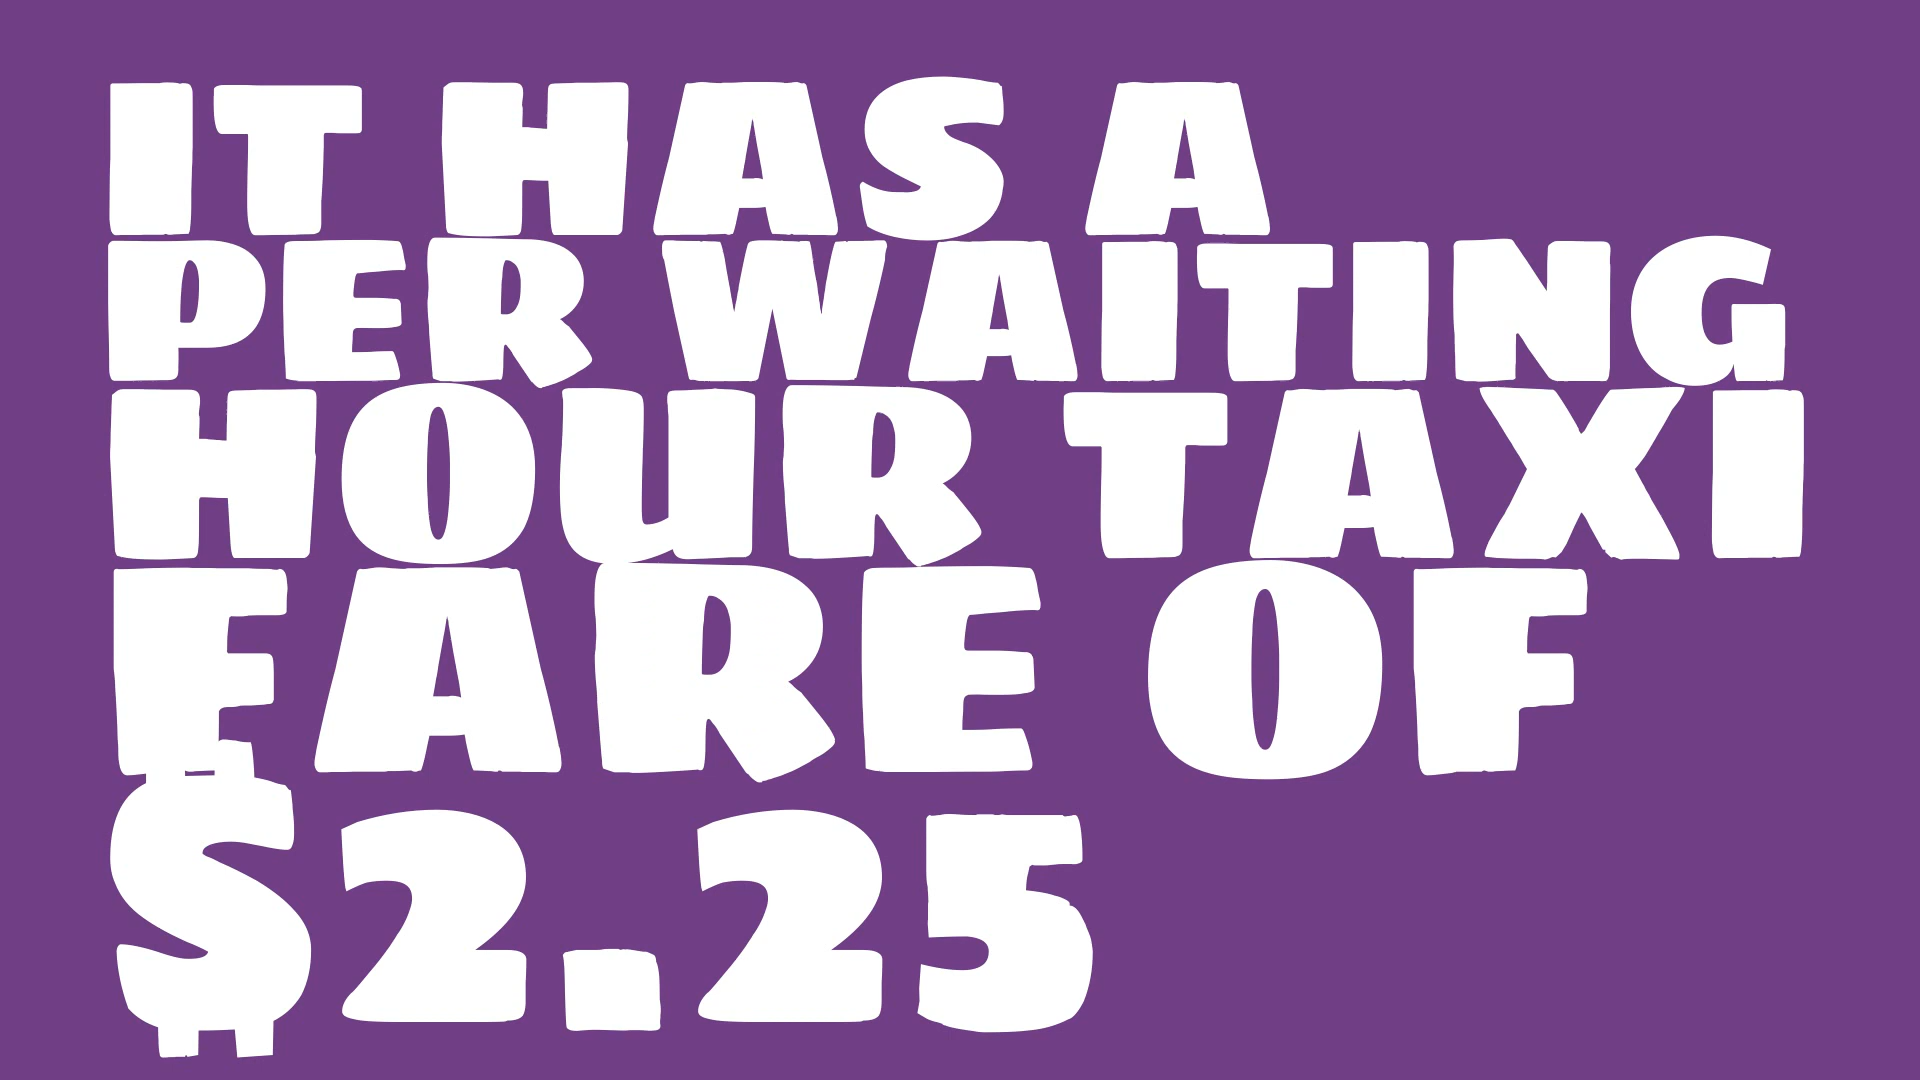 IT HAS A
PER WAITING
HOUR TAXI
FARE OF
$2.25